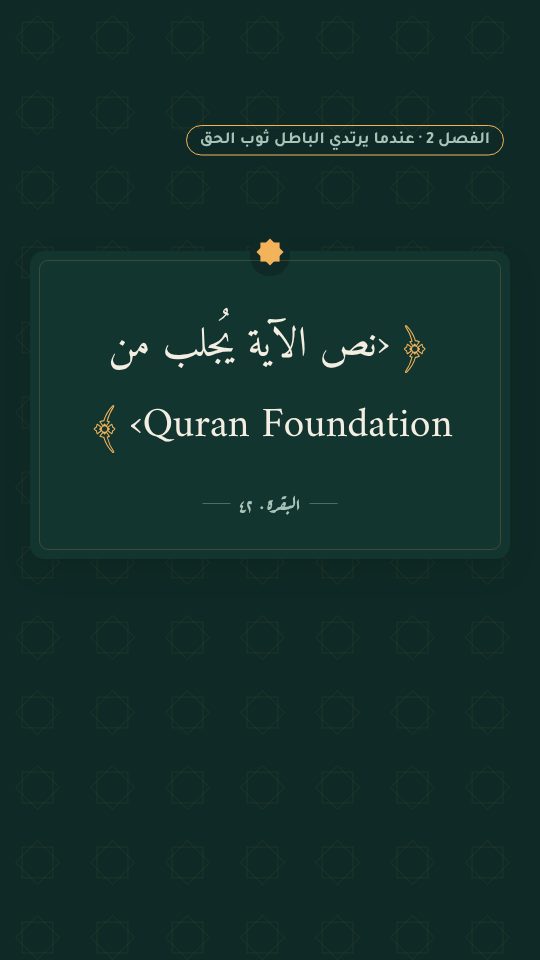 الفصل 2 · عندما يرتدي الباطل ثوب الحق
﴿ ‹نص الآية يُجلب من
Quran Foundation› ﴾
البقرة · ٤٢